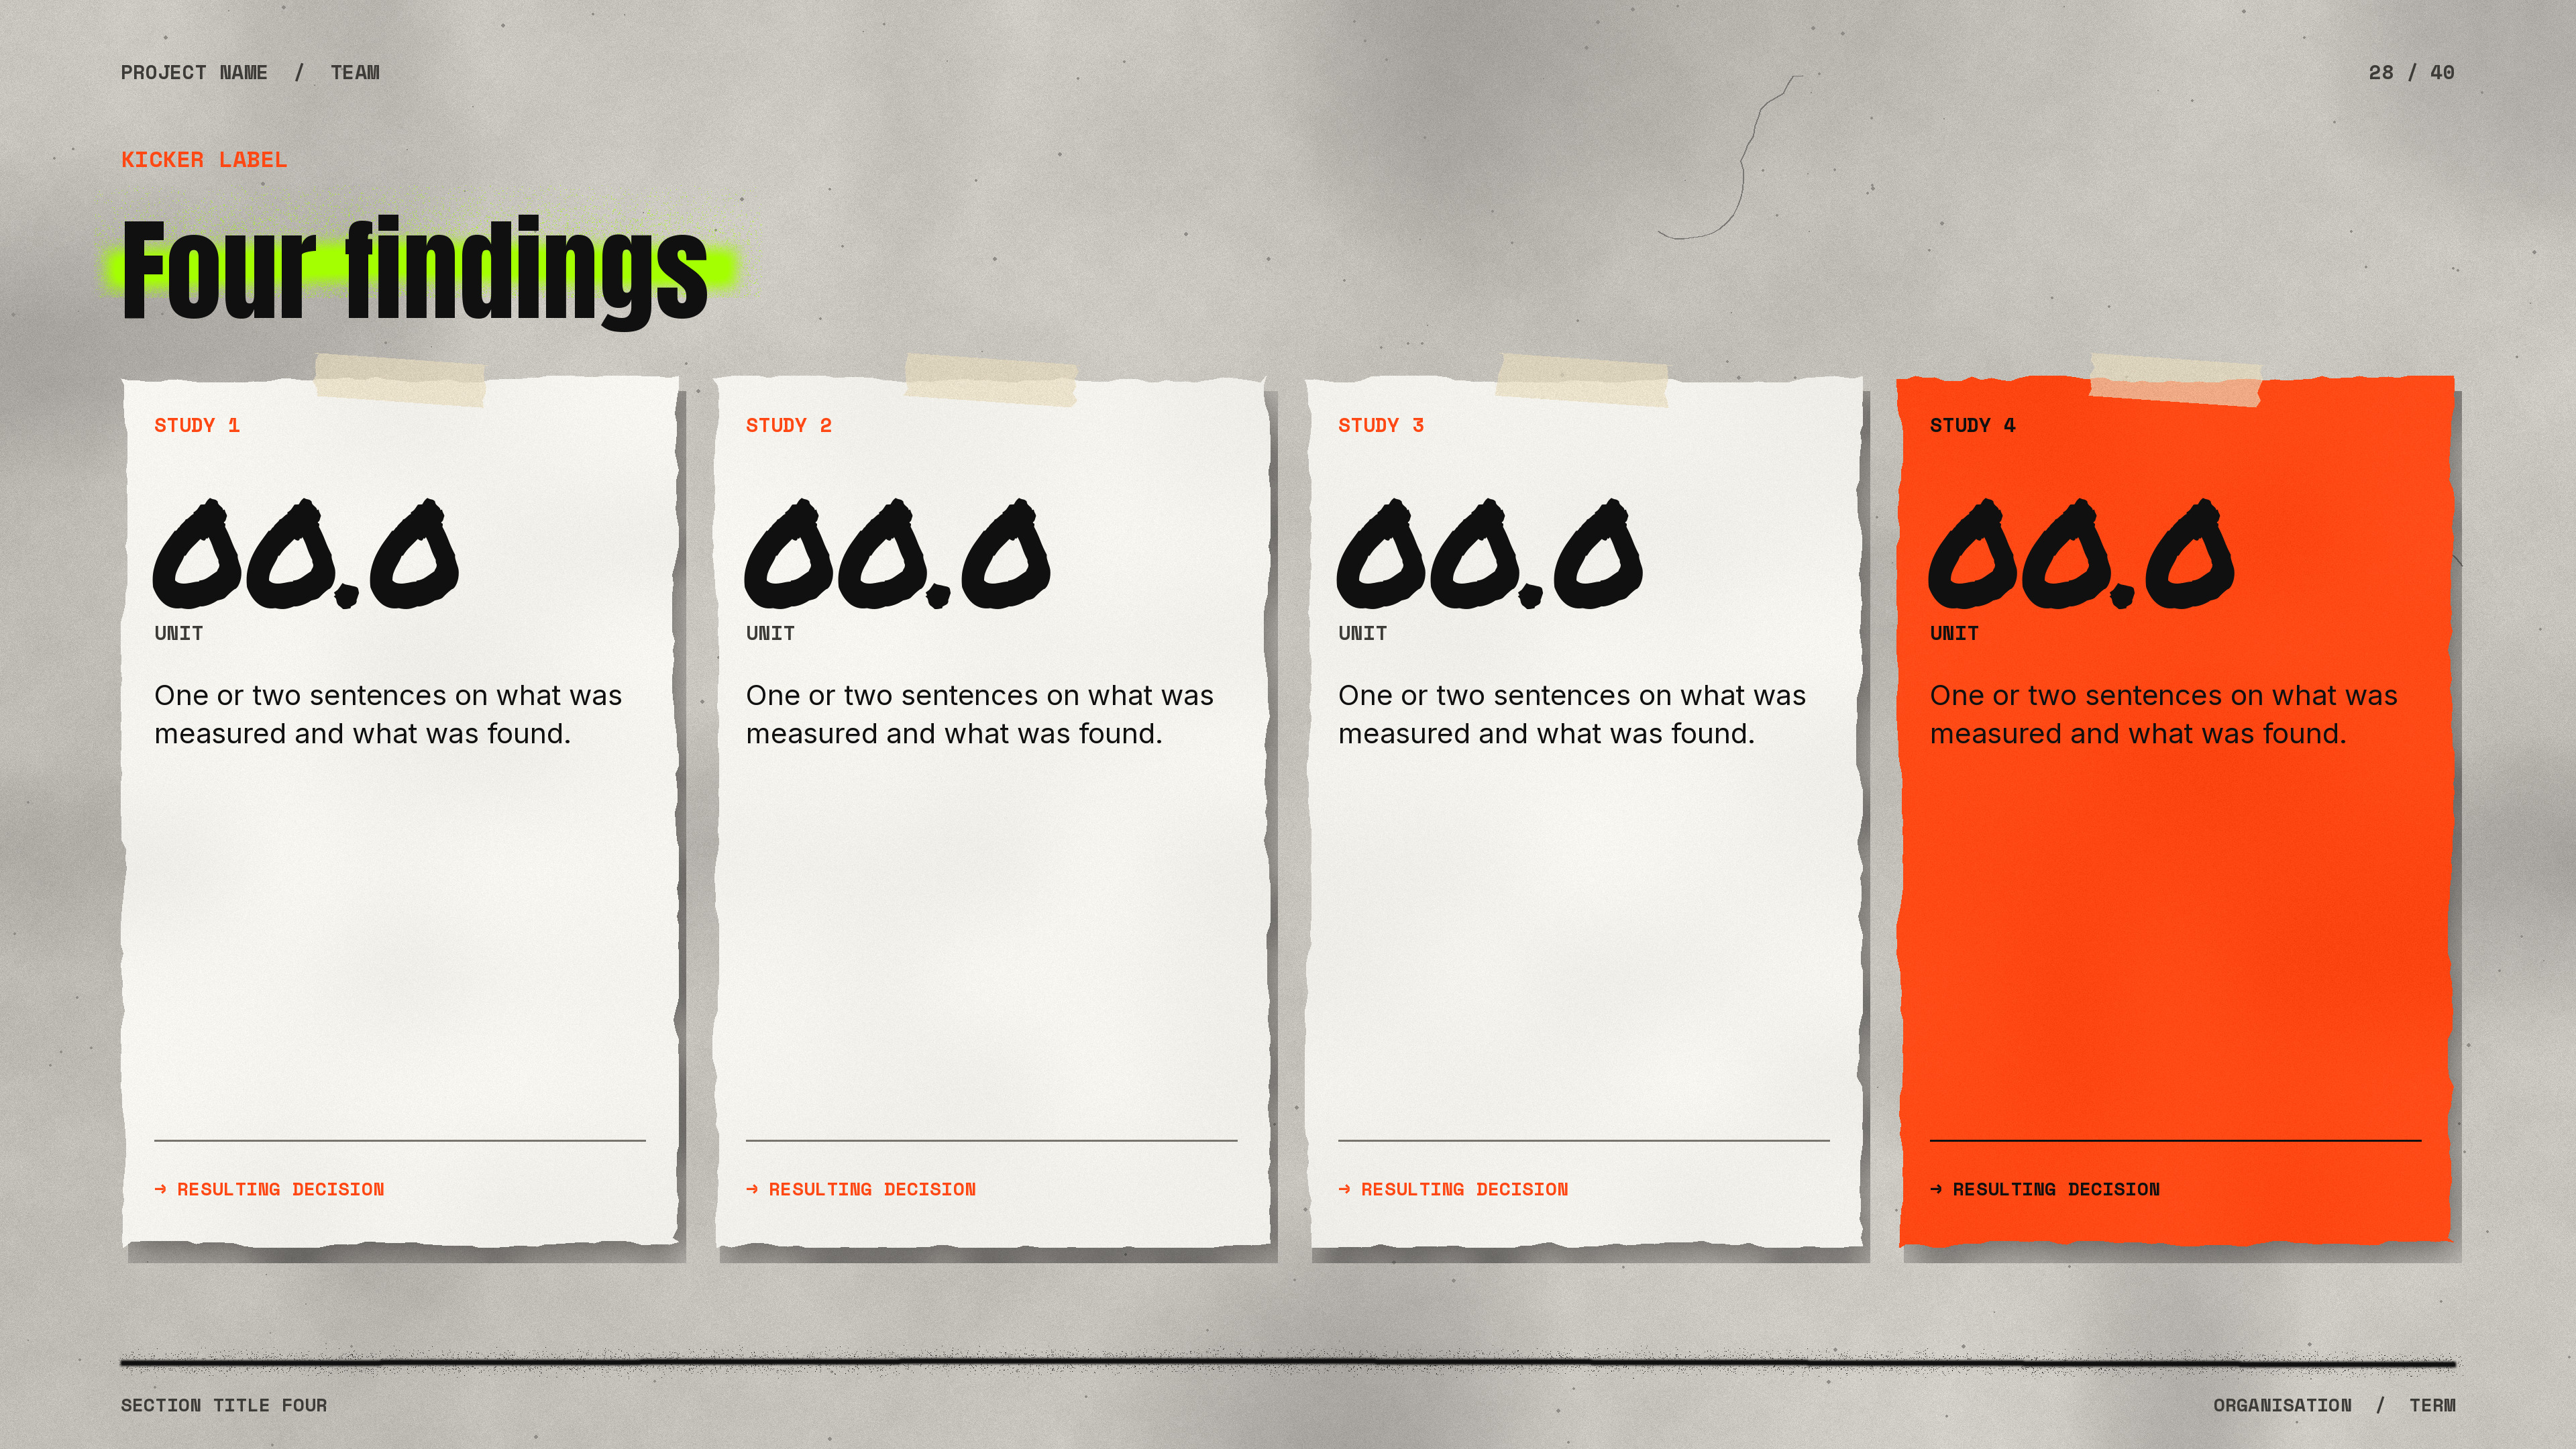 PROJECT NAME / TEAM
28 / 40
KICKER LABEL
Four findings
STUDY 1
00.0
UNIT
One or two sentences on what was
measured and what was found.
→ RESULTING DECISION
STUDY 2
00.0
UNIT
One or two sentences on what was
measured and what was found.
→ RESULTING DECISION
STUDY 3
00.0
UNIT
One or two sentences on what was
measured and what was found.
→ RESULTING DECISION
STUDY 4
00.0
UNIT
One or two sentences on what was
measured and what was found.
→ RESULTING DECISION
SECTION TITLE FOUR
ORGANISATION / TERM